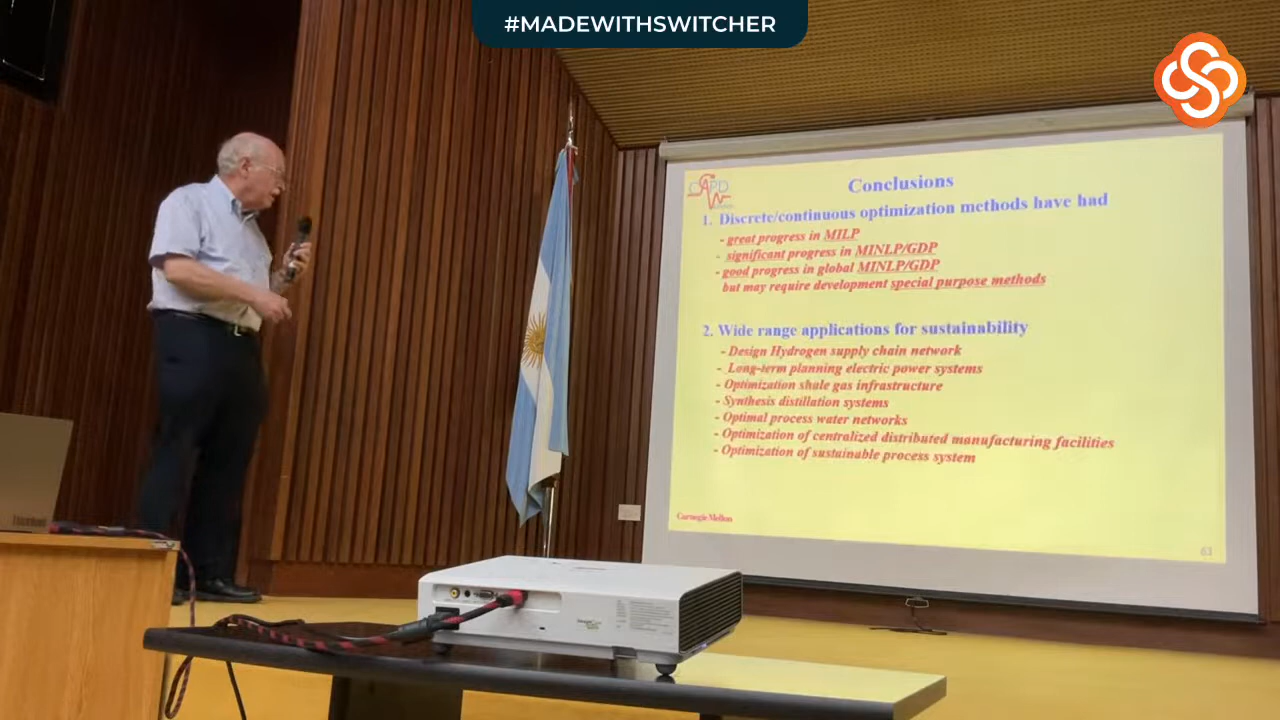 #MADEWITHSWITCHER
CAPD
Conclusions
1. Discrete/continuous optimization methods have had
- great progress in MILP
- significant progress in MINLP/GDP
- good progress in global MINLP/GDP
but may require development special purpose methods
2. Wide range applications for sustainability
- Design Hydrogen supply chain network
- Long-term planning electric power systems
- Optimization shale gas infrastructure
- Synthesis distillation systems
- Optimal process water networks
- Optimization of centralized distributed manufacturing facilities
- Optimization of sustainable process system
Carnegie Mellon
63